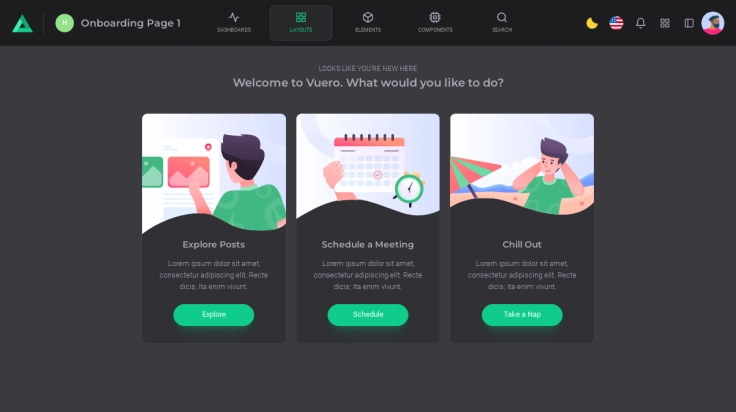 H
Onboarding Page 1
DASHBOARDS
LAYOUTS
ELEMENTS
COMPONENTS
SEARCH
LOOKS LIKE YOU'RE NEW HERE
Welcome to Vuero. What would you like to do?
Explore Posts
Lorem ipsum dolor sit amet,
consectetur adipiscing elit. Recte
dicis; Ita enim vivunt.
Explore
Schedule a Meeting
Lorem ipsum dolor sit amet,
consectetur adipiscing elit. Recte
dicis; Ita enim vivunt.
Schedule
Chill Out
Lorem ipsum dolor sit amet,
consectetur adipiscing elit. Recte
dicis; Ita enim vivunt.
Take a Nap